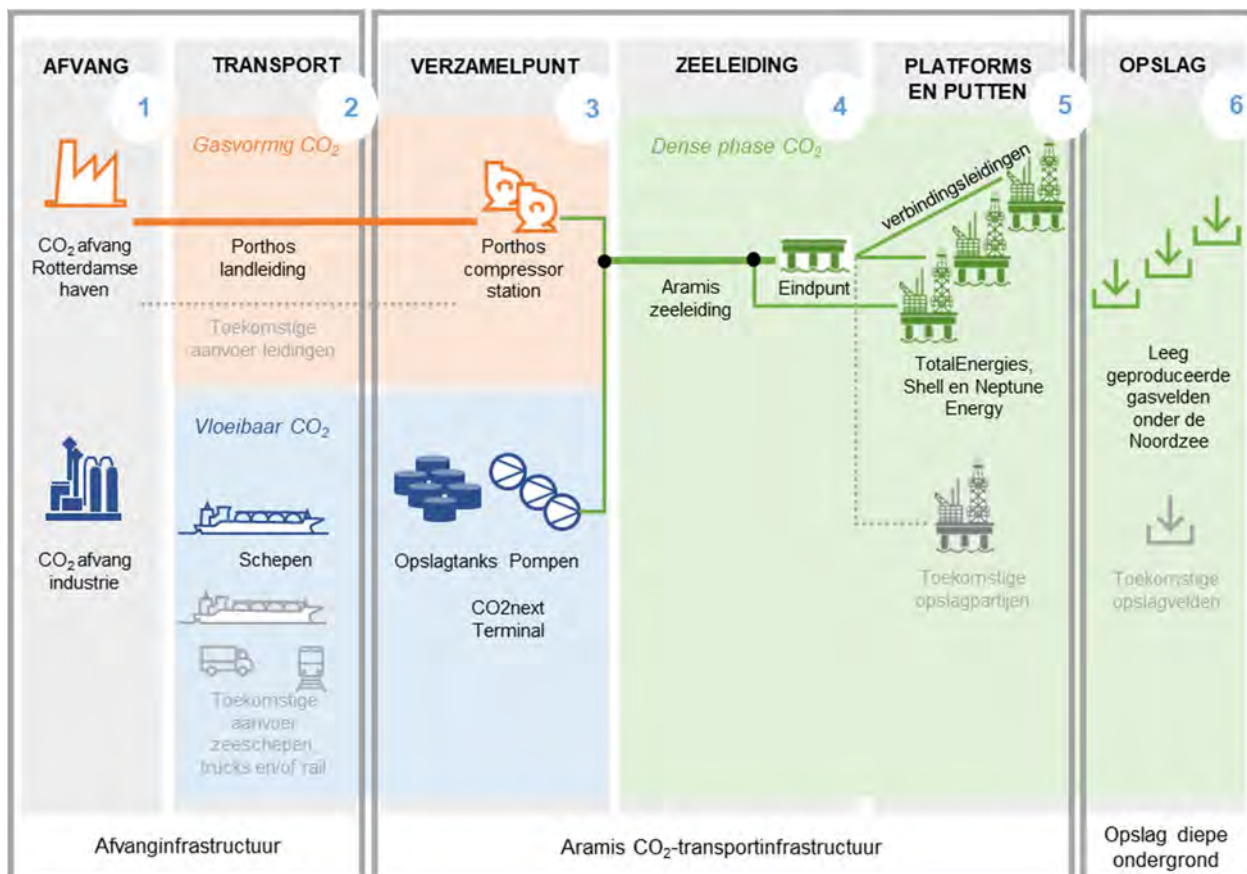 AFVANG
1
TRANSPORT
2
VERZAMELPUNT
3
ZEELEIDING
4
PLATFORMS
EN PUTTEN
5
OPSLAG
6
Gasvormig CO₂
Dense phase CO₂
verbindingsleidingen
CO₂ afvang
Rotterdamse
haven
Porthos
landleiding
Porthos
compressor
station
Aramis
zeeleiding
Eindpunt
Toekomstige
aanvoer leidingen
TotalEnergies,
Shell en Neptune
Energy
Leeg
geproduceerde
gasvelden
onder de
Noordzee
Vloeibaar CO₂
CO₂ afvang
industrie
Schepen
Opslagtanks
Pompen
CO2next
Terminal
Toekomstige
opslagpartijen
Toekomstige
opslagvelden
Toekomstige
aanvoer
zeeschepen,
trucks en/of rail
Afvanginfrastructuur
Aramis CO₂-transportinfrastructuur
Opslag diepe
ondergrond